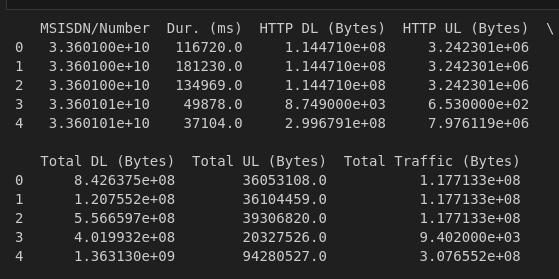 MSISDN/Number Dur. (ms) HTTP DL (Bytes) HTTP UL (Bytes) \
0 3.360100e+10 116720.0 1.144710e+08 3.242301e+06
1 3.360100e+10 181230.0 1.144710e+08 3.242301e+06
2 3.360100e+10 134969.0 1.144710e+08 3.242301e+06
3 3.360101e+10 49878.0 8.749000e+03 6.530000e+02
4 3.360101e+10 37104.0 2.996791e+08 7.976119e+06
Total DL (Bytes) Total UL (Bytes) Total Traffic (Bytes)
0 8.426375e+08 36053108.0 1.177133e+08
1 1.207552e+08 36104459.0 1.177133e+08
2 5.566597e+08 39306820.0 1.177133e+08
3 4.019932e+08 20327526.0 9.402000e+03
4 1.363130e+09 94280527.0 3.076552e+08